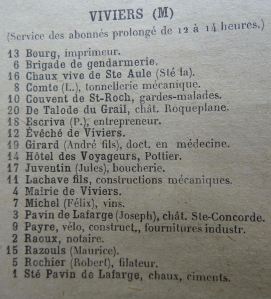 VIVIERS (M)
(Service des abonnés prolongé de 12 à 14 heures.)
13 Bourg, imprimeur.
6 Brigade de gendarmerie.
16 Chaux vive de Ste Aule (Sté la).
8 Comte (L.), tonnellerie mécanique.
10 Couvent de St-Roch, gardes-malades.
20 De Talode du Grail, chât. Roqueplane.
18 Escriva (P.), entrepreneur.
12 Évêché de Viviers.
19 Girard (André fils), doct. en médecine.
14 Hôtel des Voyageurs, Pottier.
17 Juventin (Jules), boucherie.
11 Lachave fils, constructions mécaniques.
4 Mairie de Viviers.
7 Michel (Félix), vins.
3 Pavin de Lafarge (Joseph), chât. Ste-Concorde.
9 Payre, vélo, construct., fournitures industr.
2 Raoux, notaire.
15 Razouls (Maurice).
5 Rochier (Robert), filateur.
1 Sté Pavin de Lafarge, chaux, ciments.